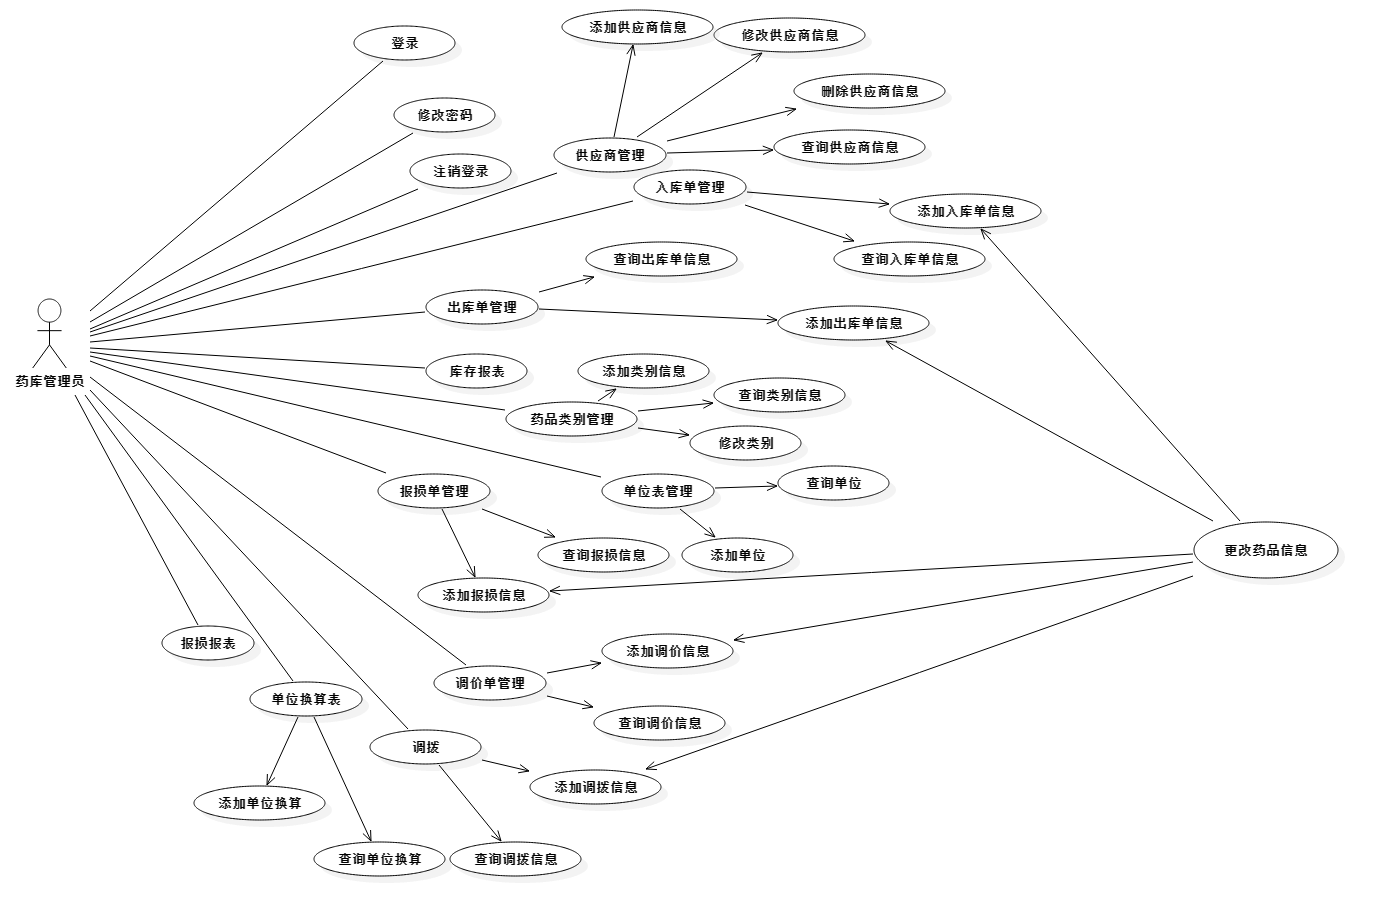 添加供应商信息
修改供应商信息
登录
删除供应商信息
修改密码
查询供应商信息
供应商管理
注销登录
入库单管理
添加入库单信息
查询出库单信息
查询入库单信息
出库单管理
添加出库单信息
库存报表
添加类别信息
药库管理员
查询类别信息
药品类别管理
修改类别
查询单位
报损单管理
单位表管理
更改药品信息
查询报损信息
添加单位
添加报损信息
报损报表
添加调价信息
调价单管理
单位换算表
查询调价信息
调拨
添加调拨信息
添加单位换算
查询单位换算
查询调拨信息